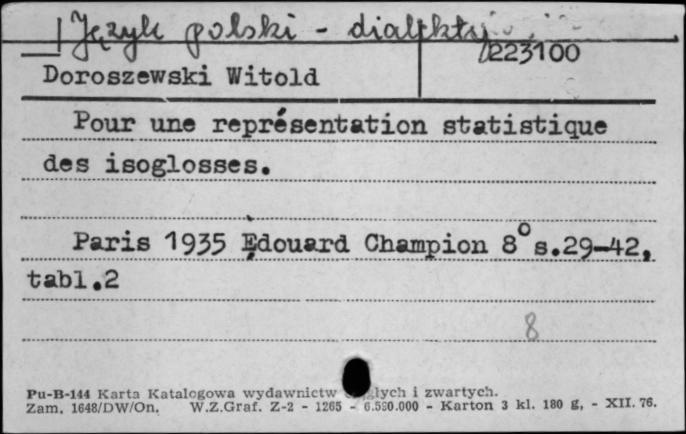 Język polski - dialekty
223100
Doroszewski Witold
Pour une représentation statistique
des isoglosses.
Paris 1935 Édouard Champion 8° s.29-42,
tabl.2
8
Pu-B-144 Karta Katalogowa wydawnictw i zwartych.
Zam. 1648/DW/On. W.Z.Graf. Z-2 - 1265 - 6.590.000 - Karton 3 kl. 180 g, - XII. 76.